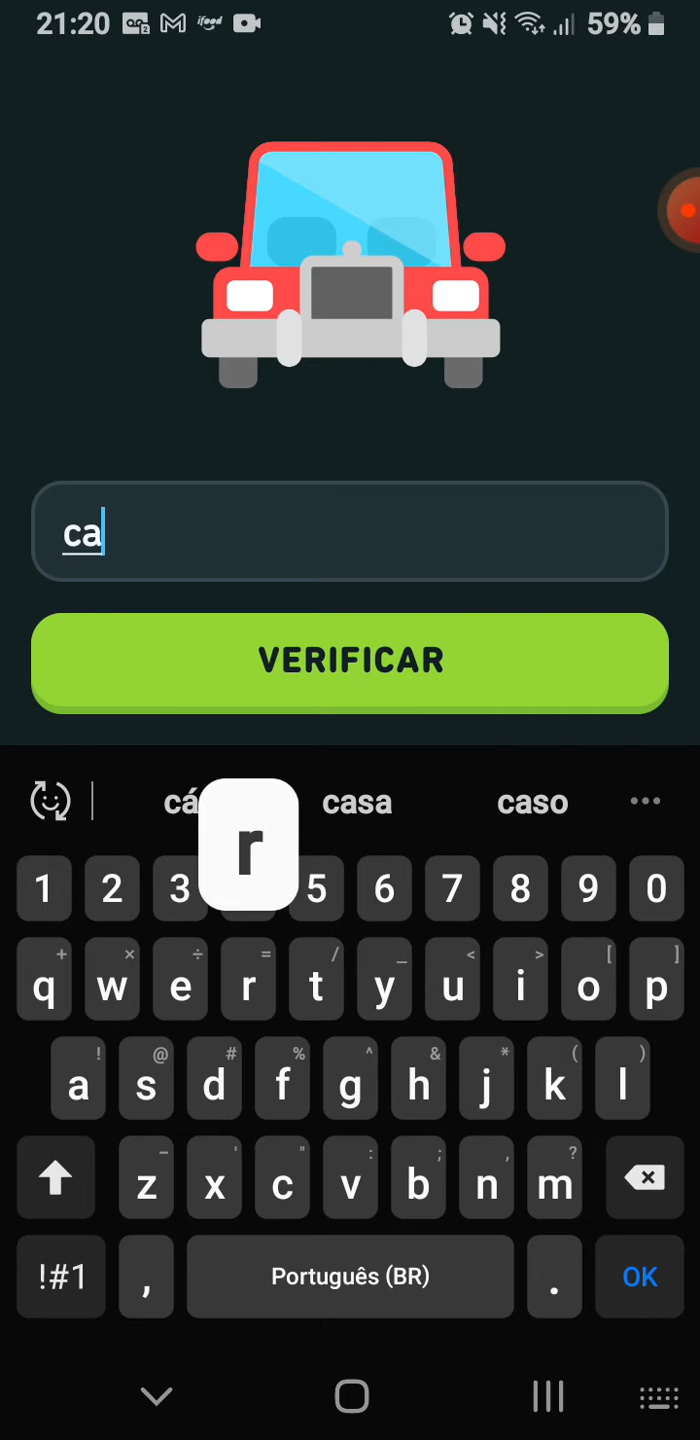 21:20 ifood 59%
ca
VERIFICAR
cá casa caso
r
1 2 3 5 6 7 8 9 0
+ × ÷ = / _ < > [ ]
q w e r t y u i o p
! @ # % ^ & * ( )
a s d f g h j k l
- ' " : ; , ?
z x c v b n m
!#1 , Português (BR) . OK